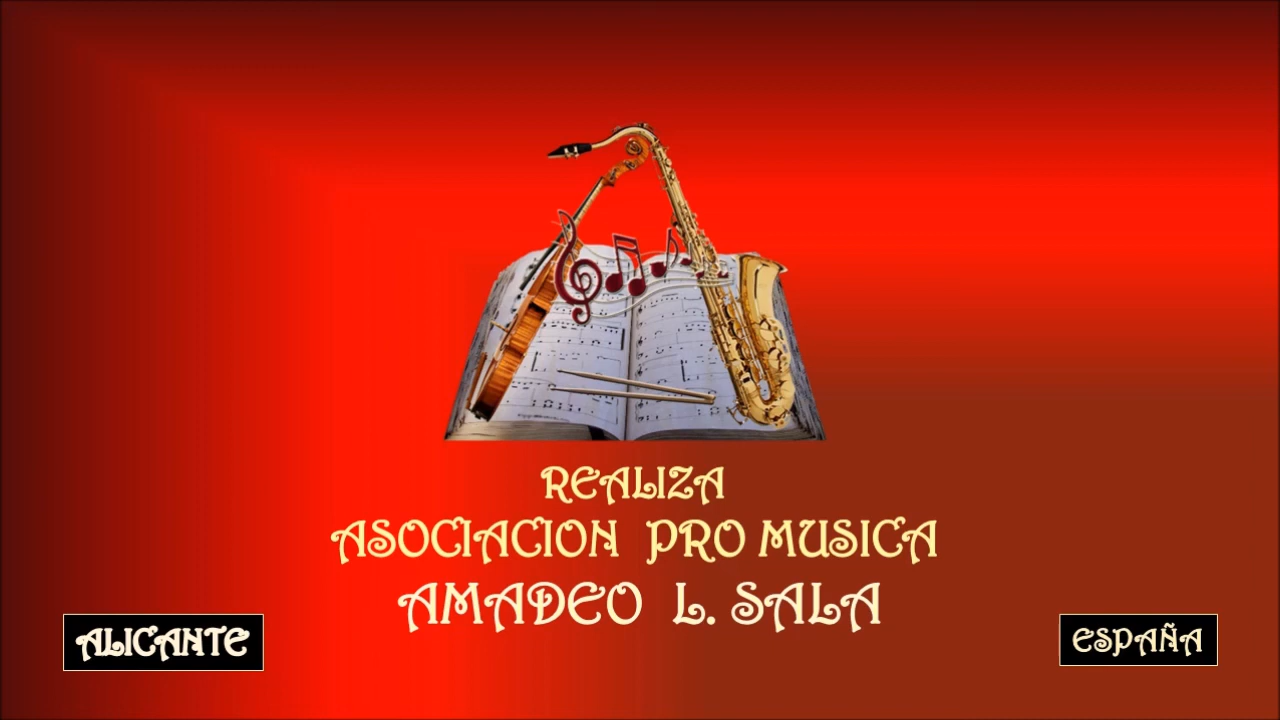 REALIZA
ASOCIACION PRO MUSICA
AMADEO L. SALA
ALICANTE
ESPAÑA